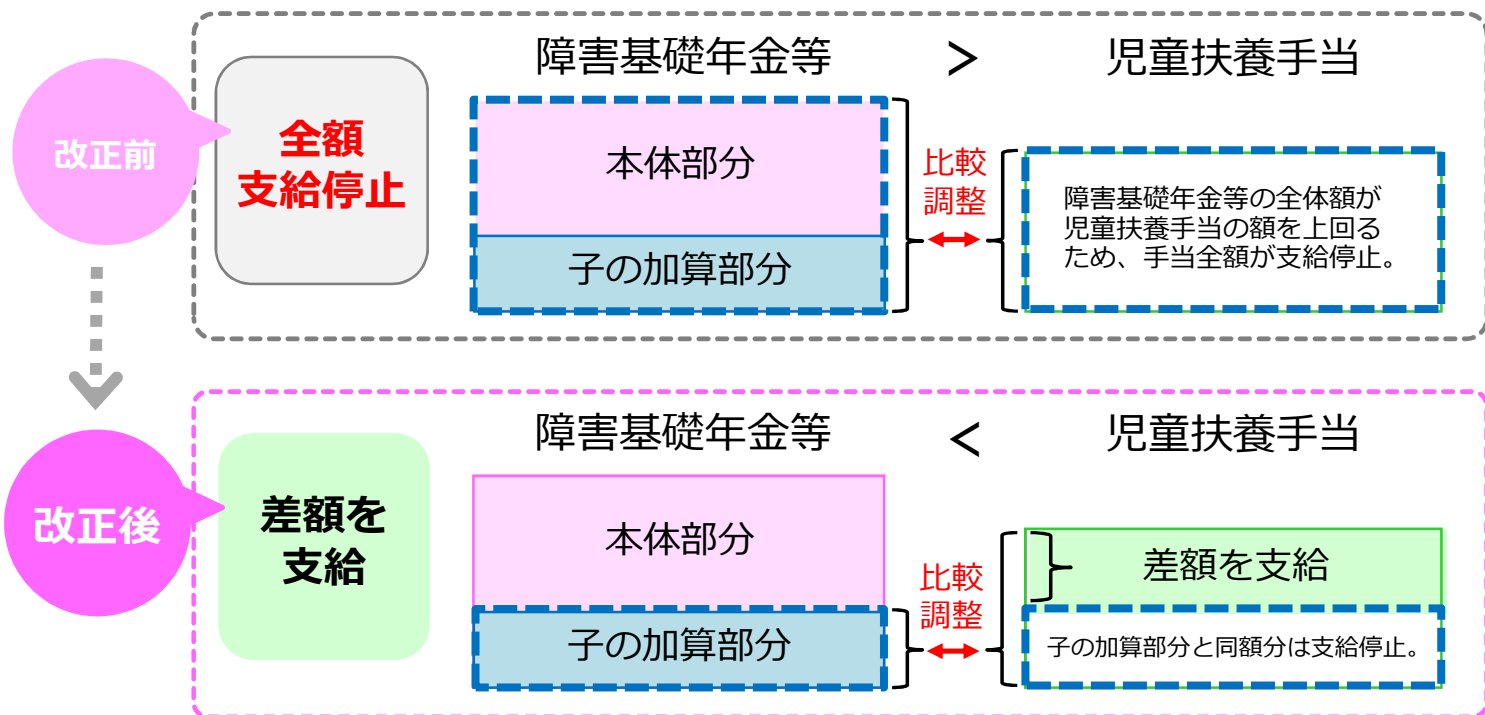 障害基礎年金等 > 児童扶養手当
改正前
全額
支給停止
本体部分
子の加算部分
比較
調整
障害基礎年金等の全体額が
児童扶養手当の額を上回る
ため、手当全額が支給停止。
障害基礎年金等 < 児童扶養手当
改正後
差額を
支給
本体部分
子の加算部分
比較
調整
差額を支給
子の加算部分と同額分は支給停止。